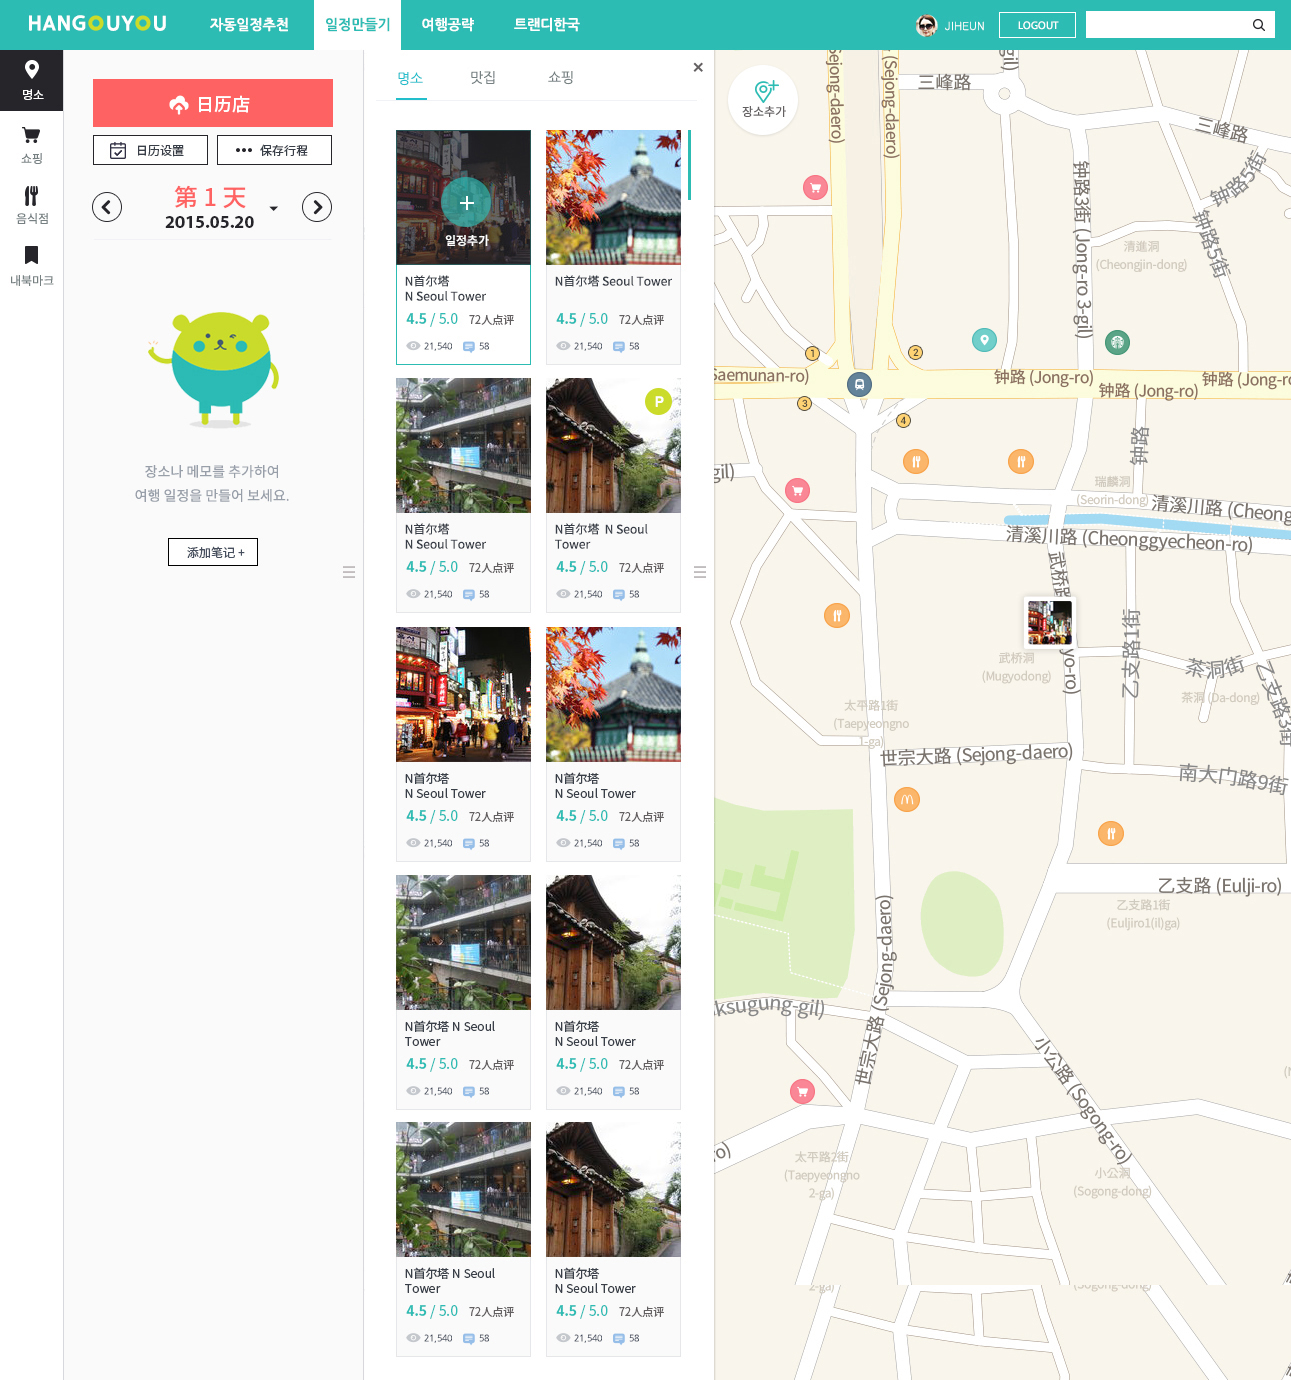 HANGOUYOU
자동일정추천
일정만들기
여행공략
트랜디한국
JIHEUN
LOGOUT
명소
쇼핑
음식점
내북마크
日历店
日历设置
保存行程
第 1 天
2015.05.20
장소나 메모를 추가하여
여행 일정을 만들어 보세요.
添加笔记 +
명소
맛집
쇼핑
일정추가
N首尔塔
N Seoul Tower
4.5 / 5.0 72人点评
21,540 58
N首尔塔 Seoul Tower
4.5 / 5.0 72人点评
21,540 58
N首尔塔
N Seoul Tower
4.5 / 5.0 72人点评
21,540 58
P
N首尔塔 N Seoul
Tower
4.5 / 5.0 72人点评
21,540 58
N首尔塔
N Seoul Tower
4.5 / 5.0 72人点评
21,540 58
N首尔塔
N Seoul Tower
4.5 / 5.0 72人点评
21,540 58
N首尔塔 N Seoul
Tower
4.5 / 5.0 72人点评
21,540 58
N首尔塔
N Seoul Tower
4.5 / 5.0 72人点评
21,540 58
N首尔塔 N Seoul
Tower
4.5 / 5.0 72人点评
21,540 58
N首尔塔
N Seoul Tower
4.5 / 5.0 72人点评
21,540 58
장소추가
Sejong-daero)
(Sejong-daero)
gil)
三峰路
三峰路
钟路5街
钟路5街
钟路3街 (Jong-ro 3-gil)
清進洞
(Cheongjin-dong)
1
2
3
4
Saemunan-ro)
钟路 (Jong-ro)
钟路 (Jong-ro)
钟路 (Jong-ro
钟路
gil)
瑞麟洞
(Seorin-dong)
清溪川路 (Cheong
清溪川路 (Cheonggyecheon-ro)
武桥路
yo-ro)
武桥洞
(Mugyodong)
乙支路1街
茶洞街
茶洞 (Da-dong)
乙支路3街
太平路1街
(Taepyeongno
1-ga)
世宗大路 (Sejong-daero)
南大门路9街
乙支路 (Eulji-ro)
乙支路1街
(Euljiro1(il)ga)
世宗大路 (Sejong-daero)
ksugung-gil)
小公路 (Sogong-ro)
ro)
太平路2街
(Taepyeongno
2-ga)
小公洞
(Sogong-dong)
2-ga)
(Sogong-dong)